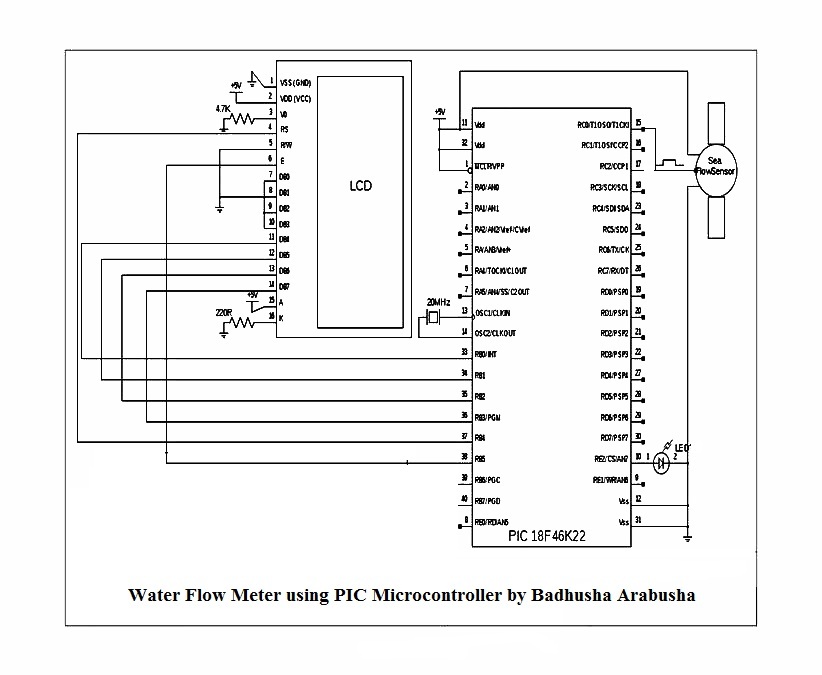 1 VSS (GND)
+5V
2 VDD (VCC)
4.7K
3 V0
4 RS
5 R/W
6 E
7 DB0
8 DB1
9 DB2
10 DB3
11 DB4
12 DB5
13 DB6
14 DB7
+5V
15 A
220R
16 K
LCD
+5V
11 Vdd
32 Vdd
1 MCLR/VPP
2 RA0/AN0
3 RA1/AN1
4 RA2/AN2/Vref-/CVref
5 RA/AN3/Vref+
6 RA4/TOCKI/C1OUT
7 RA5/AN4/SS/C2OUT
20MHz
13 OSC1/CLKIN
14 OSC2/CLKOUT
33 RB0/INT
34 RB1
35 RB2
36 RB3/PGM
37 RB4
38 RB5
39 RB6/PGC
40 RB7/PGD
8 RE0/RD/AN5
RC0/T1OSO/T1CKI 15
RC1/T1OSI/CCP2 16
RC2/CCP1 17
RC3/SCK/SCL 18
RC4/SDI/SDA 23
RC5/SDO 24
RC6/TX/CK 25
RC7/RX/DT 26
RD0/PSP0 19
RD1/PSP1 20
RD2/PSP2 21
RD3/PSP3 22
RD4/PSP4 27
RD5/PSP5 28
RD6/PSP6 29
RD7/PSP7 30
RE2/CS/AN7 10
RE1/WR/AN6 9
Vss 12
Vss 31
Sea
FlowSensor
1 2
LED
PIC 18F46K22
Water Flow Meter using PIC Microcontroller by Badhusha Arabusha